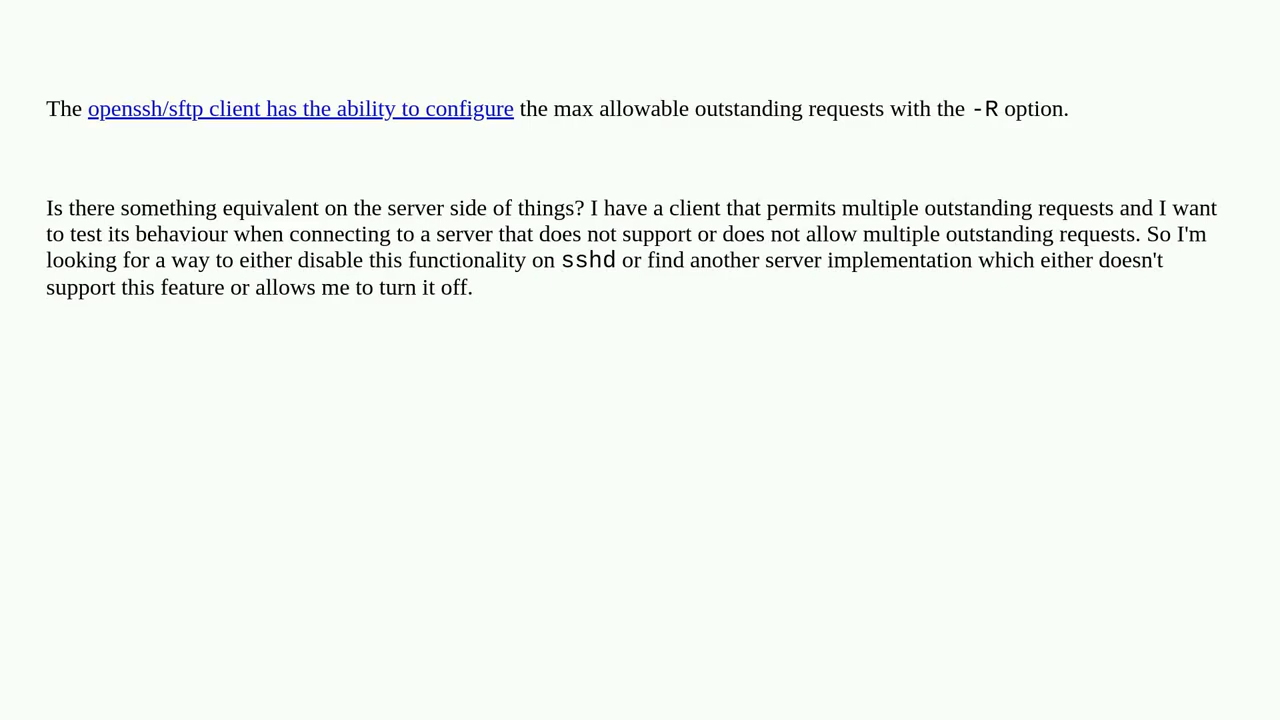 The openssh/sftp client has the ability to configure the max allowable outstanding requests with the -R option.
Is there something equivalent on the server side of things? I have a client that permits multiple outstanding requests and I want
to test its behaviour when connecting to a server that does not support or does not allow multiple outstanding requests. So I'm
looking for a way to either disable this functionality on sshd or find another server implementation which either doesn't
support this feature or allows me to turn it off.